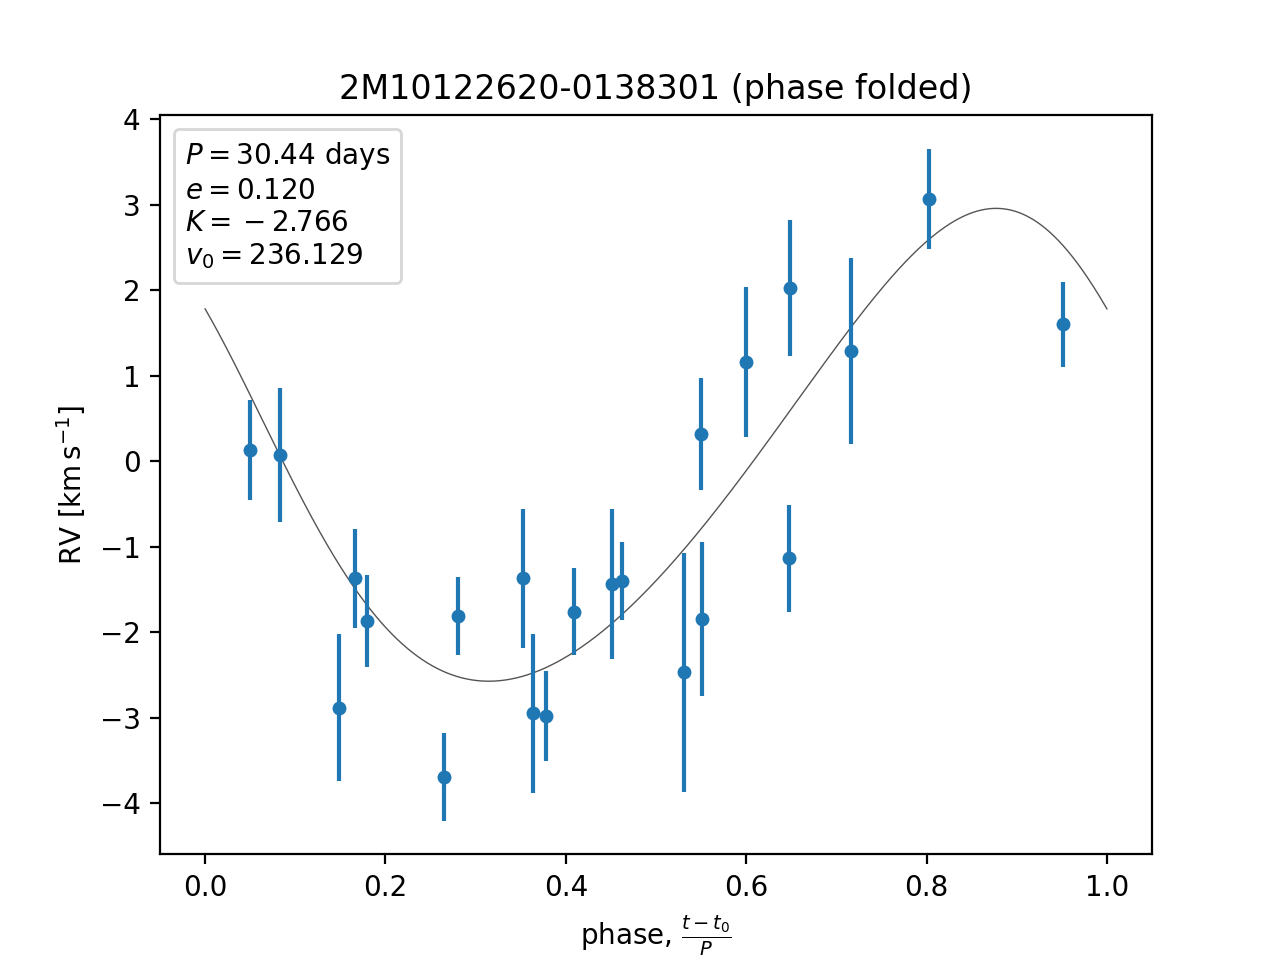 2M10122620-0138301 (phase folded)
P = 30.44 days
e = 0.120
K = −2.766
v₀ = 236.129
4
3
2
1
0
−1
−2
−3
−4
RV [km s⁻¹]
0.0 0.2 0.4 0.6 0.8 1.0
phase, (t − t₀)/P